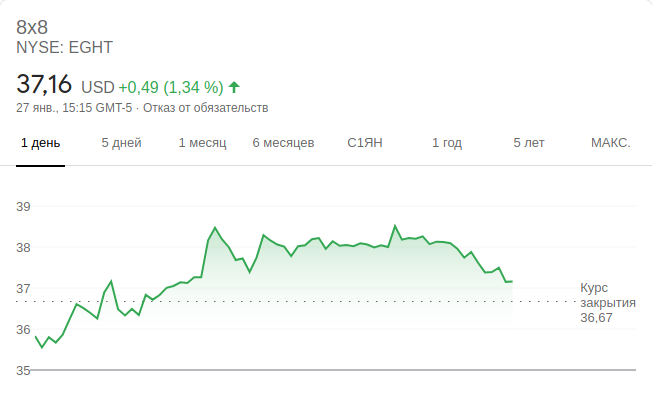 8x8
NYSE: EGHT
37,16 USD +0,49 (1,34 %)
27 янв., 15:15 GMT-5 · Отказ от обязательств
1 день 5 дней 1 месяц 6 месяцев С1ЯН 1 год 5 лет МАКС.
39
38
37
36
35
Курс
закрытия
36,67